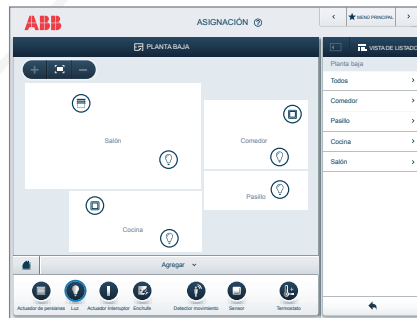 ABB
ASIGNACIÓN
MENÚ PRINCIPAL
PLANTA BAJA
VISTA DE LISTADO
Planta baja
Todos
Comedor
Pasillo
Cocina
Salón
Salón
Comedor
Pasillo
Cocina
Agregar
Actuador de persianas
Luz
Actuador Interruptor
Enchufe
Detector movimiento
Sensor
Termostato